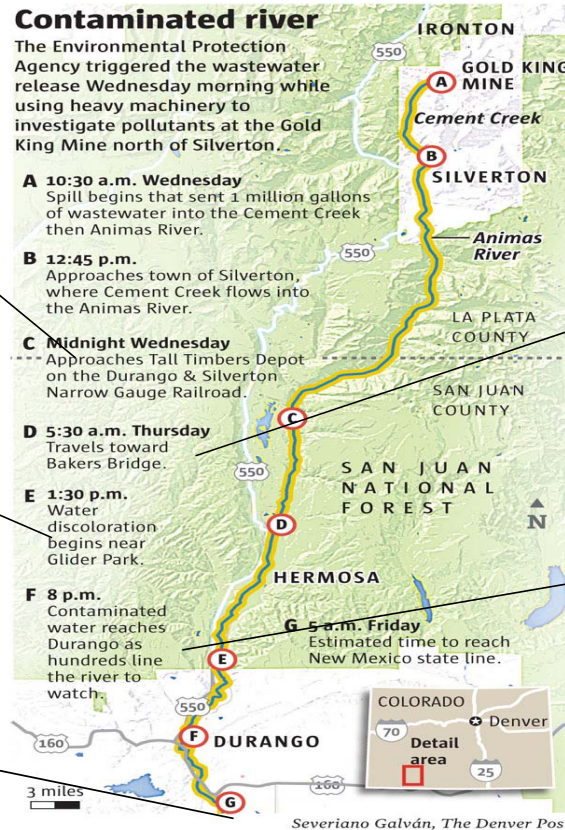 Contaminated river
The Environmental Protection
Agency triggered the wastewater
release Wednesday morning while
using heavy machinery to
investigate pollutants at the Gold
King Mine north of Silverton.
A 10:30 a.m. Wednesday
Spill begins that sent 1 million gallons
of wastewater into the Cement Creek
then Animas River.
B 12:45 p.m.
Approaches town of Silverton,
where Cement Creek flows into
the Animas River.
C Midnight Wednesday
Approaches Tall Timbers Depot
on the Durango & Silverton
Narrow Gauge Railroad.
D 5:30 a.m. Thursday
Travels toward
Bakers Bridge.
E 1:30 p.m.
Water
discoloration
begins near
Glider Park.
F 8 p.m.
Contaminated
water reaches
Durango as
hundreds line
the river to
watch.
G 5 a.m. Friday
Estimated time to reach
New Mexico state line.
IRONTON
550
A
GOLD KING
MINE
Cement Creek
B
SILVERTON
Animas
River
550
LA PLATA
COUNTY
SAN JUAN
COUNTY
C
550
SAN JUAN
NATIONAL
FOREST
N
D
HERMOSA
E
550
F
DURANGO
160
160
G
3 miles
COLORADO
Denver
70
Detail
area
25
Severiano Galván, The Denver Pos